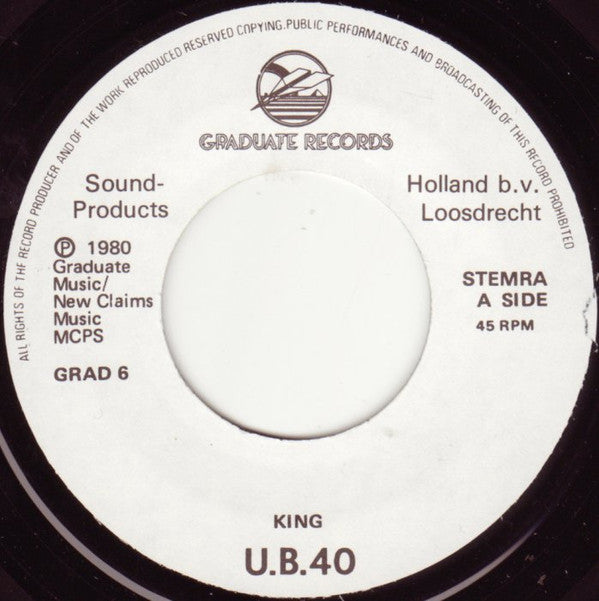 ALL RIGHTS OF THE RECORD PRODUCER AND OF THE WORK REPRODUCED RESERVED COPYING.PUBLIC PERFORMANCES AND BROADCASTING OF THIS RECORD PROHIBITED
GRADUATE RECORDS
Sound-
Products
Holland b.v.
Loosdrecht
℗ 1980
Graduate
Music/
New Claims
Music
MCPS
STEMRA
A SIDE
45 RPM
GRAD 6
KING
U.B.40